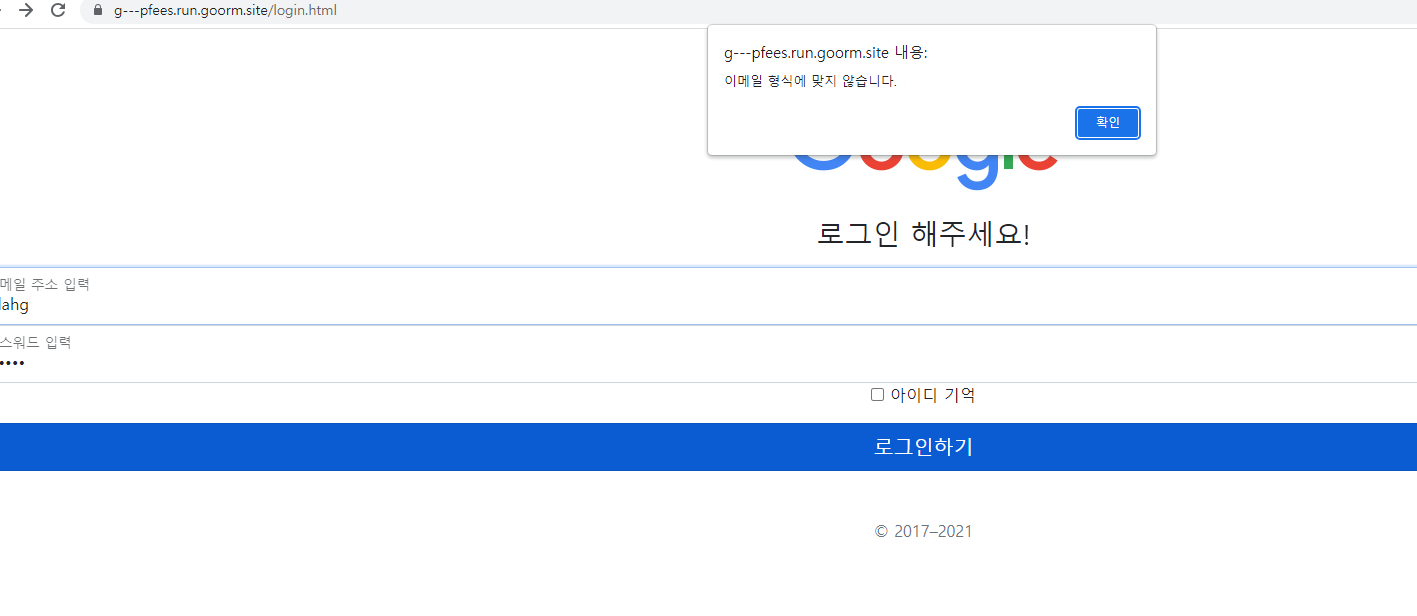 g---pfees.run.goorm.site/login.html
g---pfees.run.goorm.site 내용:
이메일 형식에 맞지 않습니다.
확인
로그인 해주세요!
메일 주소 입력
lahg
스워드 입력
••••
아이디 기억
로그인하기
© 2017–2021